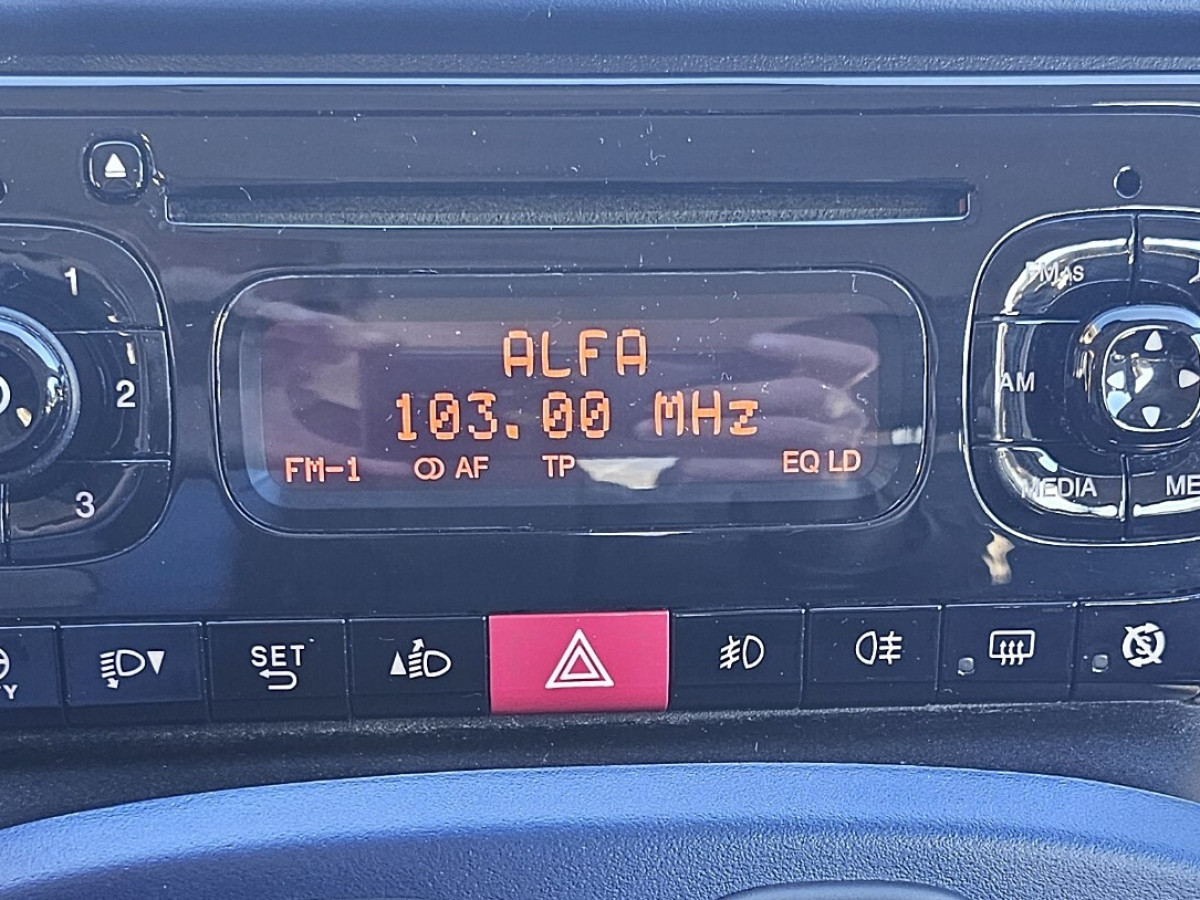 1
2
3
ALFA
103.00 MHz
FM-1 AF TP EQ LD
FMAS
AM
MEDIA
SET